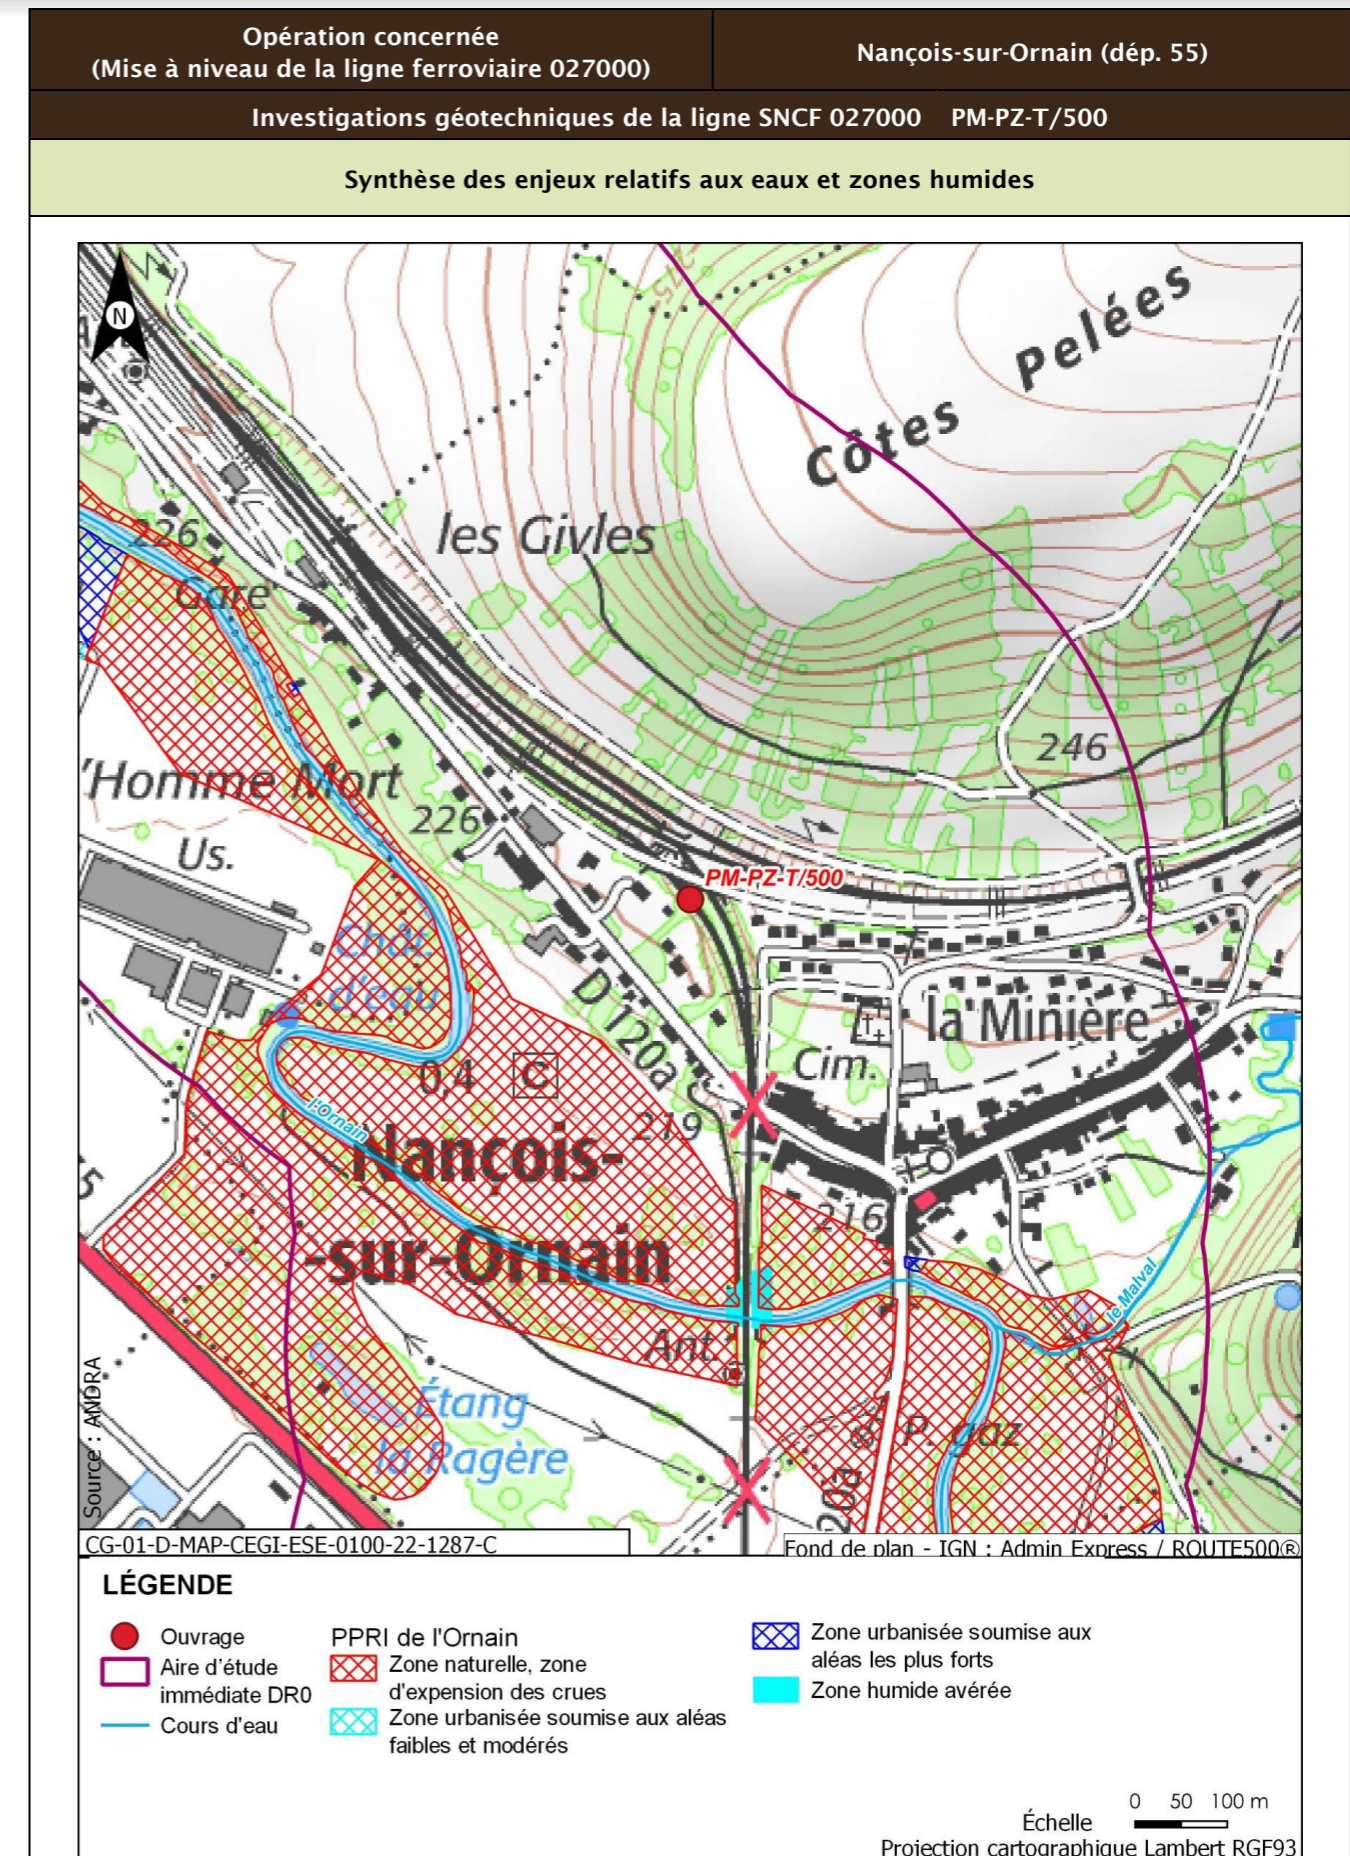 Opération concernée
(Mise à niveau de la ligne ferroviaire 027000)
Nançois-sur-Ornain (dép. 55)
Investigations géotechniques de la ligne SNCF 027000 PM-PZ-T/500
Synthèse des enjeux relatifs aux eaux et zones humides
N
275
Côtes Pelées
les Givles
226
Gare
246
'Homme Mort
226
Us.
PM-PZ-T/500
Chât.
d'eau
D 120a
la Minière
Cim.
0,4
C
l'Ornain
219
Nançois-
-sur-Ornain
216
le Malval
Ant.
Étang
la Ragère
P. gaz
208
Source : ANDRA
CG-01-D-MAP-CEGI-ESE-0100-22-1287-C
Fond de plan - IGN : Admin Express / ROUTE500®
LÉGENDE
Ouvrage
Aire d'étude
immédiate DR0
Cours d'eau
PPRI de l'Ornain
Zone naturelle, zone
d'expension des crues
Zone urbanisée soumise aux aléas
faibles et modérés
Zone urbanisée soumise aux
aléas les plus forts
Zone humide avérée
0 50 100 m
Échelle
Projection cartographique Lambert RGF93